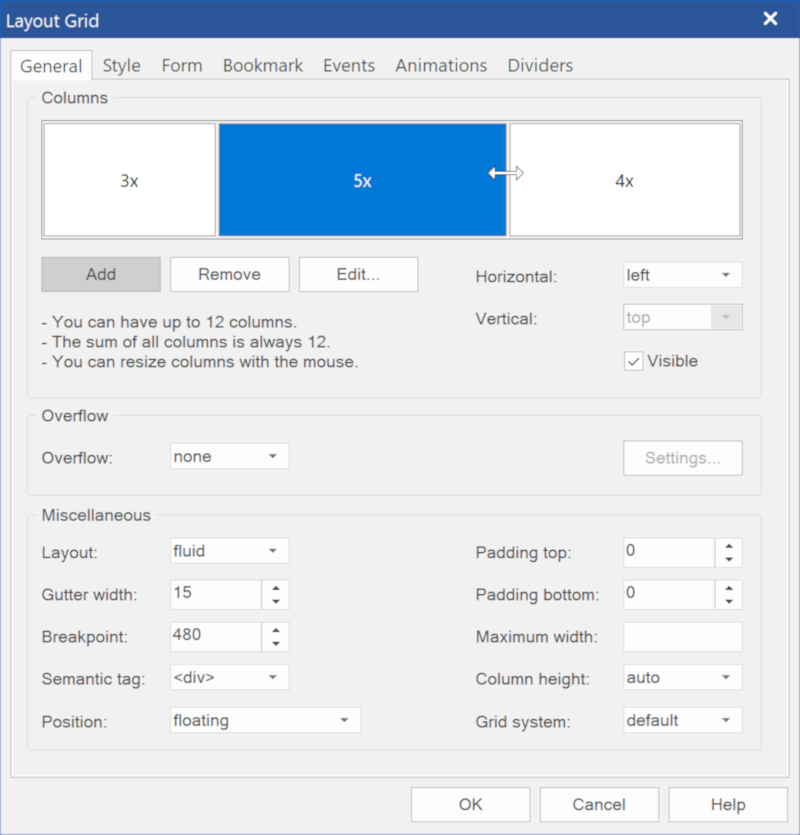 Layout Grid
General Style Form Bookmark Events Animations Dividers
Columns
3x 5x 4x
Add Remove Edit... Horizontal: left
Vertical: top
- You can have up to 12 columns.
- The sum of all columns is always 12.
- You can resize columns with the mouse.
Visible
Overflow
Overflow: none Settings...
Miscellaneous
Layout: fluid Padding top: 0
Gutter width: 15 Padding bottom: 0
Breakpoint: 480 Maximum width:
Semantic tag: <div> Column height: auto
Position: floating Grid system: default
OK Cancel Help